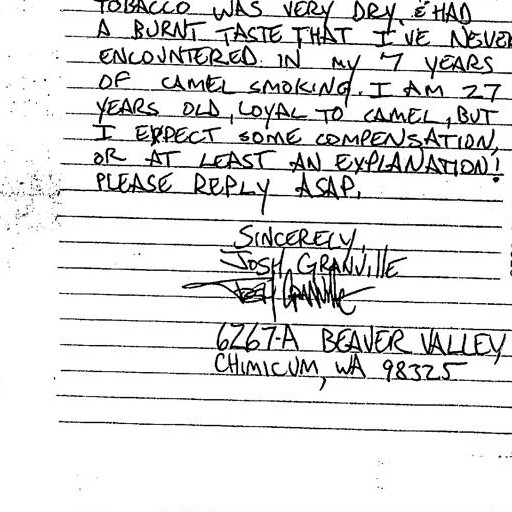 TOBACCO WAS VERY DRY, & HAD
A BURNT TASTE THAT I'VE NEVER
ENCOUNTERED IN MY 7 YEARS
OF CAMEL SMOKING. I AM 27
YEARS OLD, LOYAL TO CAMEL, BUT
I EXPECT SOME COMPENSATION,
OR AT LEAST AN EXPLANATION!
PLEASE REPLY ASAP.
SINCERELY,
JOSH GRANVILLE
JOSH GRANVILLE
6267-A BEAVER VALLEY
CHIMICUM, WA 98325